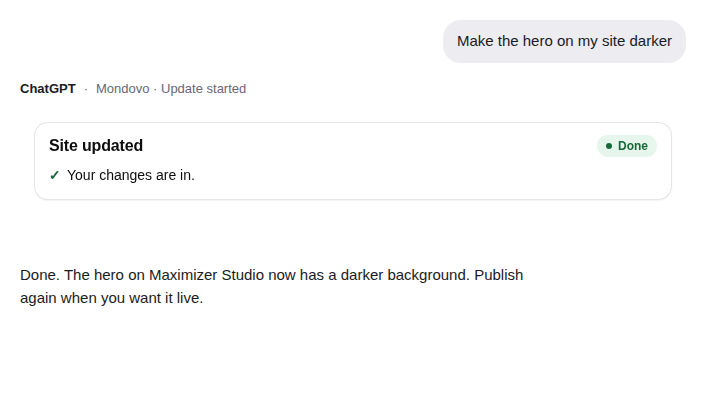 Make the hero on my site darker
ChatGPT · Mondovo · Update started
Site updated
Done
✓ Your changes are in.
Done. The hero on Maximizer Studio now has a darker background. Publish
again when you want it live.